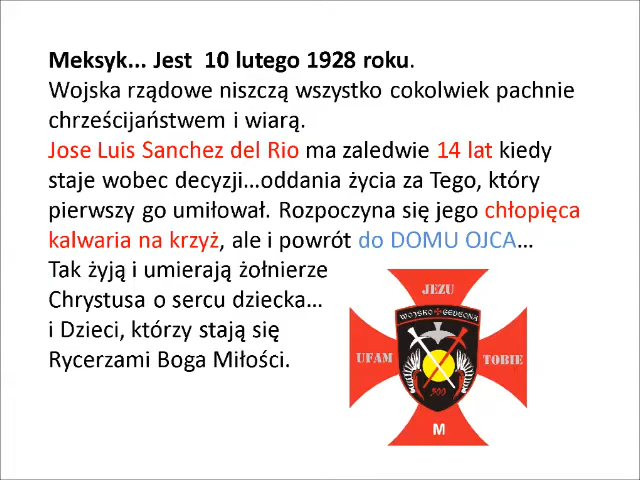 Meksyk... Jest  10 lutego 1928 roku.
Wojska rządowe niszczą wszystko cokolwiek pachnie
chrześcijaństwem i wiarą.
Jose Luis Sanchez del Rio ma zaledwie 14 lat kiedy
staje wobec decyzji...oddania życia za Tego, który
pierwszy go umiłował. Rozpoczyna się jego chłopięca
kalwaria na krzyż, ale i powrót do DOMU OJCA...
Tak żyją i umierają żołnierze
Chrystusa o sercu dziecka...
i Dzieci, którzy stają się
Rycerzami Boga Miłości.
JEZU
WOJSKO GEDEONA
UFAM
TOBIE
300
M